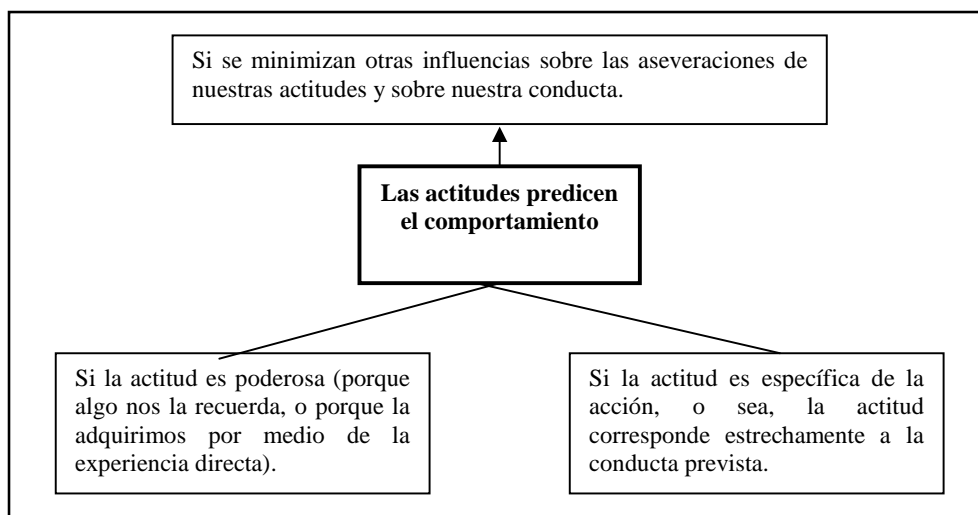 Si se minimizan otras influencias sobre las aseveraciones de
nuestras actitudes y sobre nuestra conducta.
Las actitudes predicen
el comportamiento
Si la actitud es poderosa (porque
algo nos la recuerda, o porque la
adquirimos por medio de la
experiencia directa).
Si la actitud es específica de la
acción, o sea, la actitud
corresponde estrechamente a la
conducta prevista.